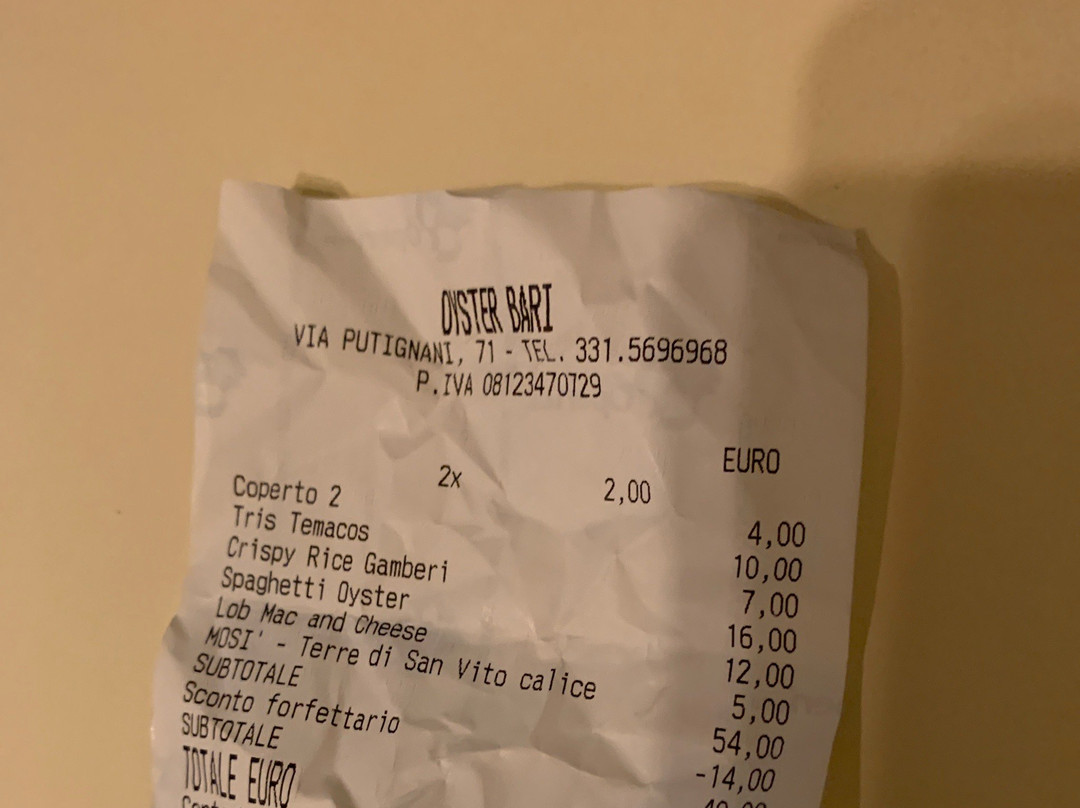 OYSTER BARI
VIA PUTIGNANI, 71 - TEL. 331.5696968
P.IVA 08123470729
EURO
Coperto 2 2x 2,00 4,00
Tris Temacos 10,00
Crispy Rice Gamberi 7,00
Spaghetti Oyster 16,00
Lob Mac and Cheese 12,00
MOSI' - Terre di San Vito calice 5,00
SUBTOTALE 54,00
Sconto forfettario -14,00
SUBTOTALE
TOTALE EURO